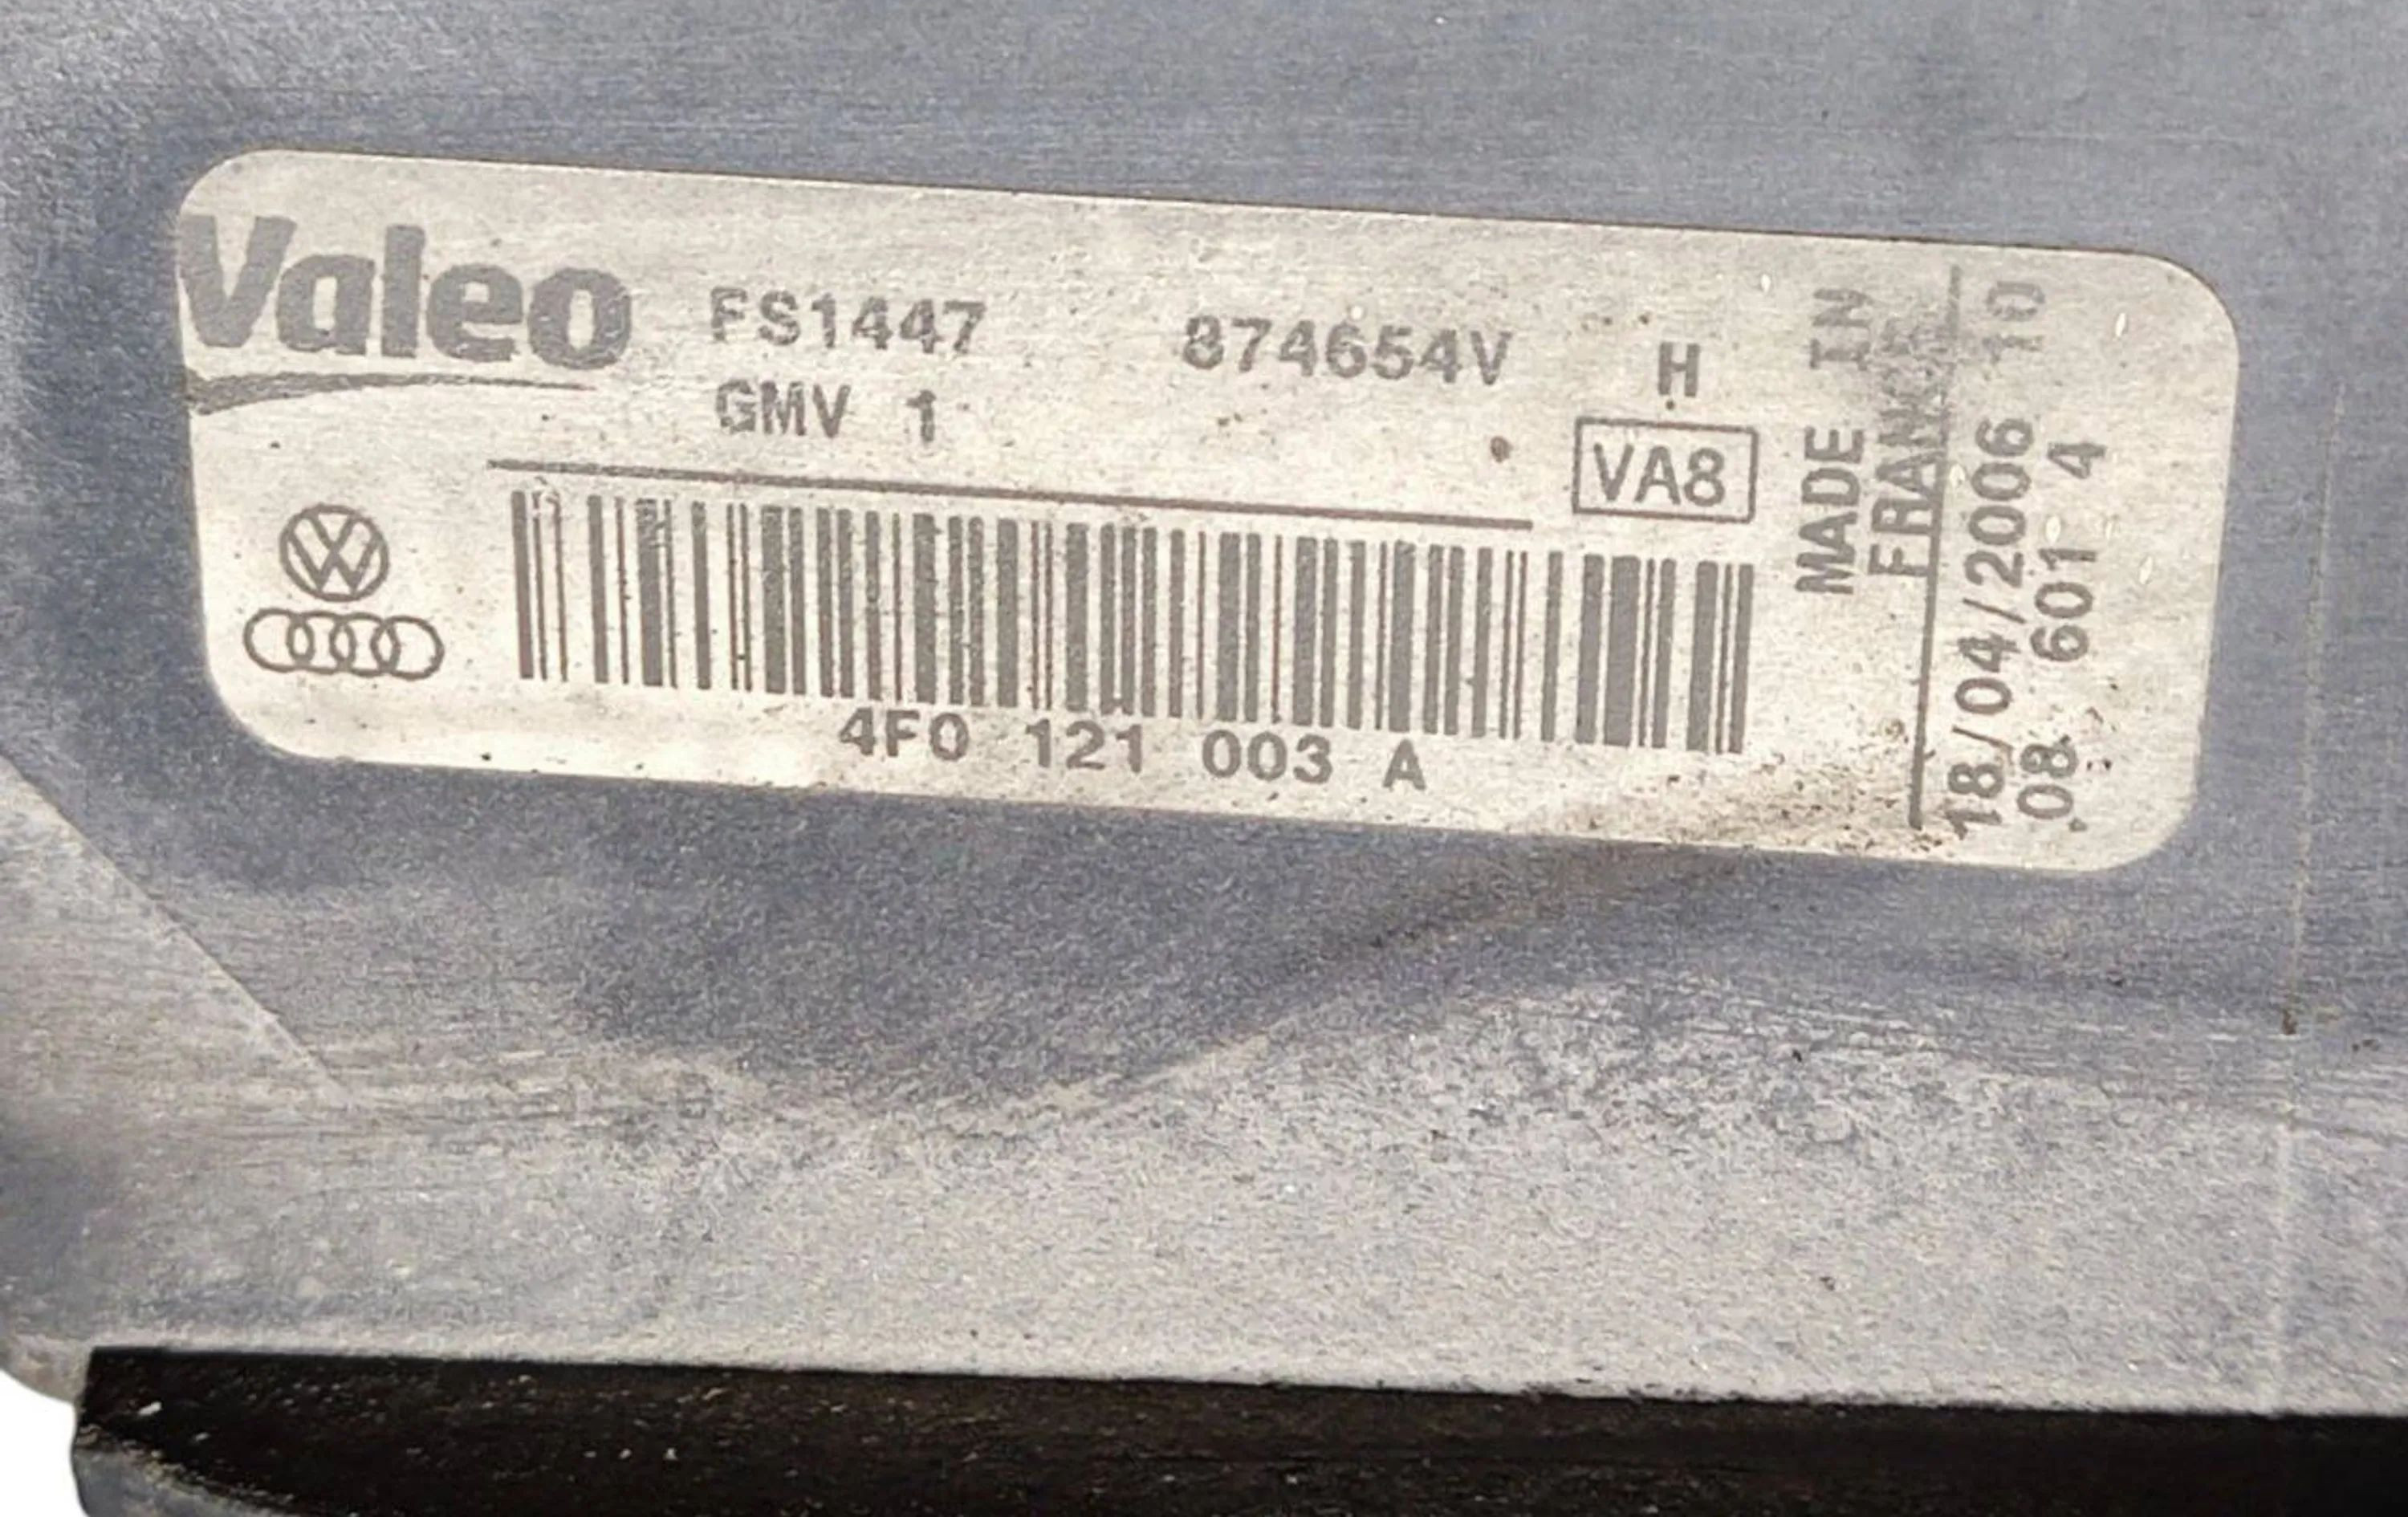 Valeo
FS1447 874654V H
GMV 1
VA8
4F0 121 003 A
MADE IN
FRANCE
18/04/2006 10
08 601 4